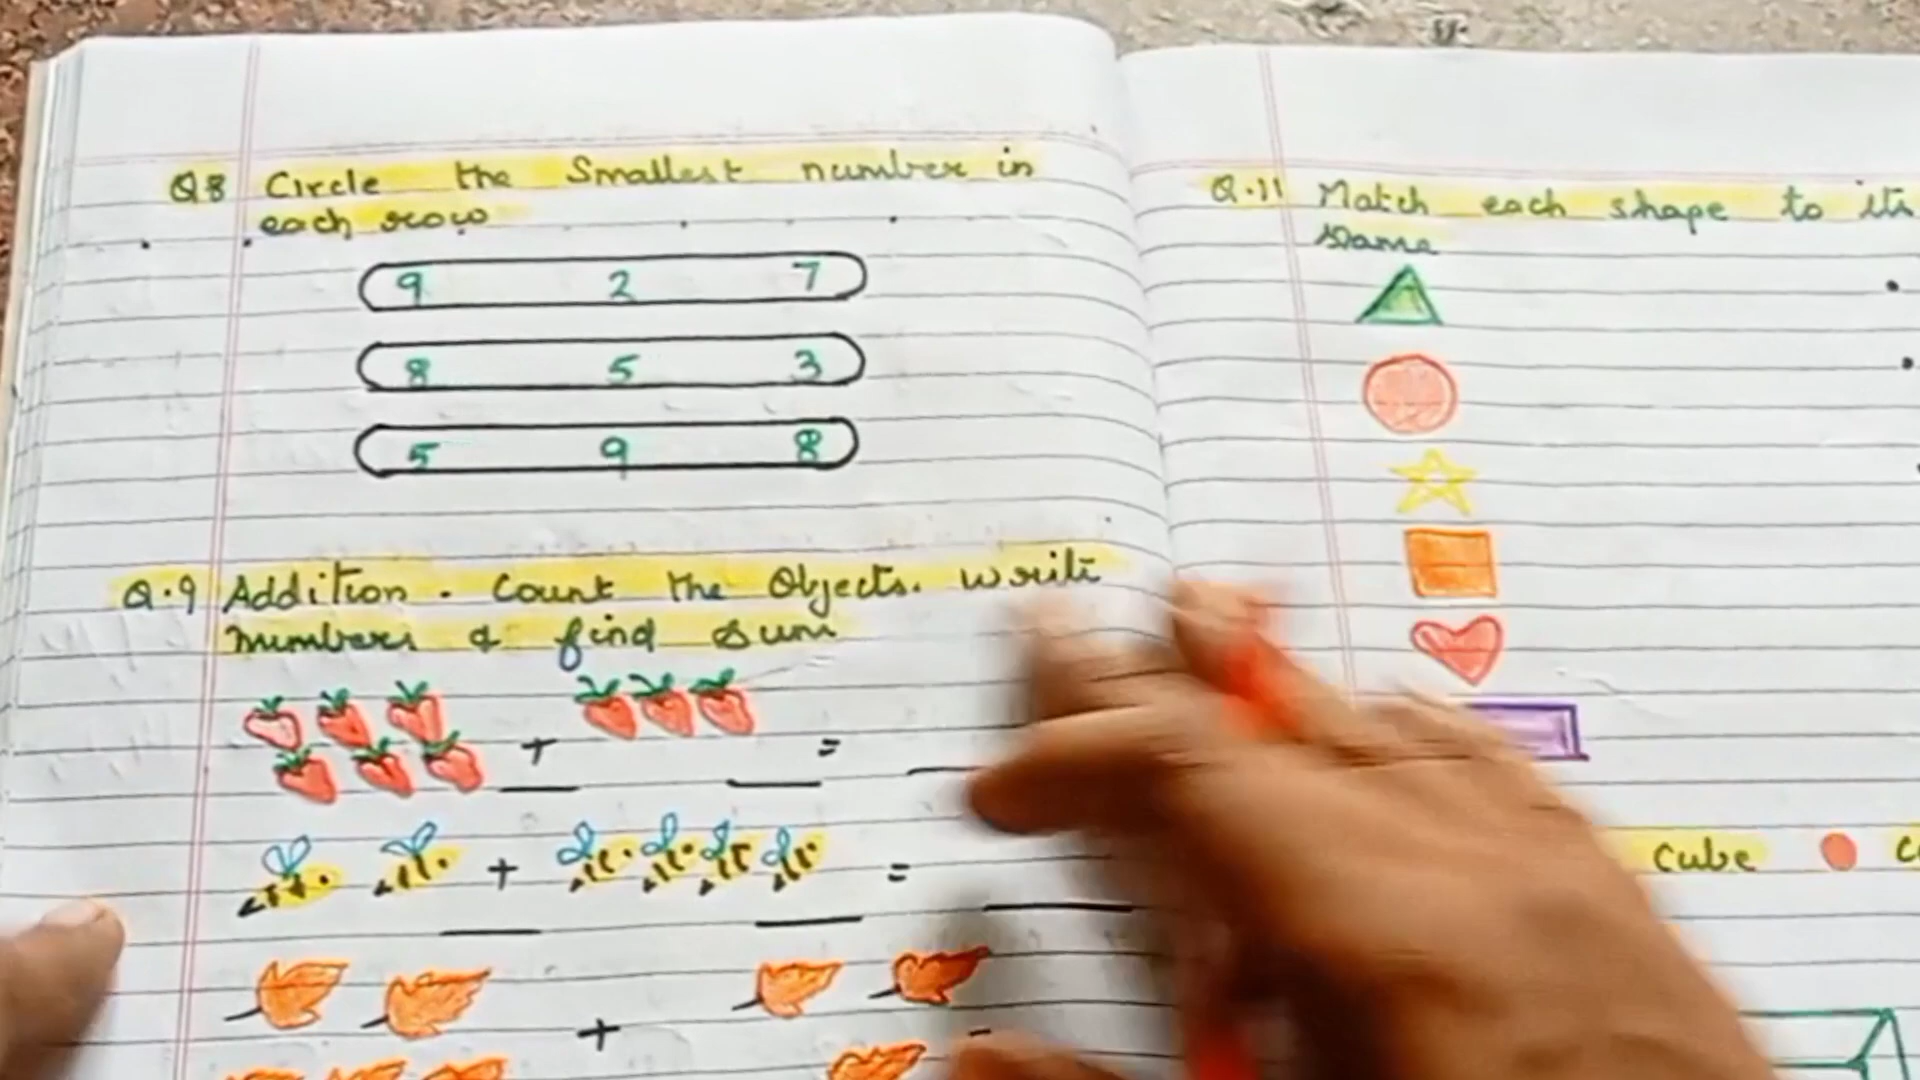 Q8 Circle the Smallest number in
each row
9 2 7
8 5 3
5 9 8
Q.9 Addition. Count the Objects. write
numbers & find sum
+ =
+ =
+ =
Q.11 Match each shape to its
name
Cube